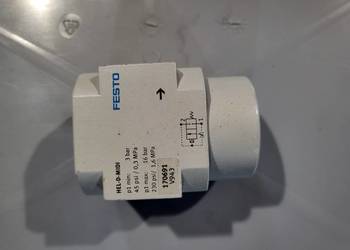 FESTO
HEL-D-MIDI
p1 min: 3 bar
45 psi / 0,3 MPa
p1 max: 16 bar
230 psi / 1,6 MPa
170691
V943